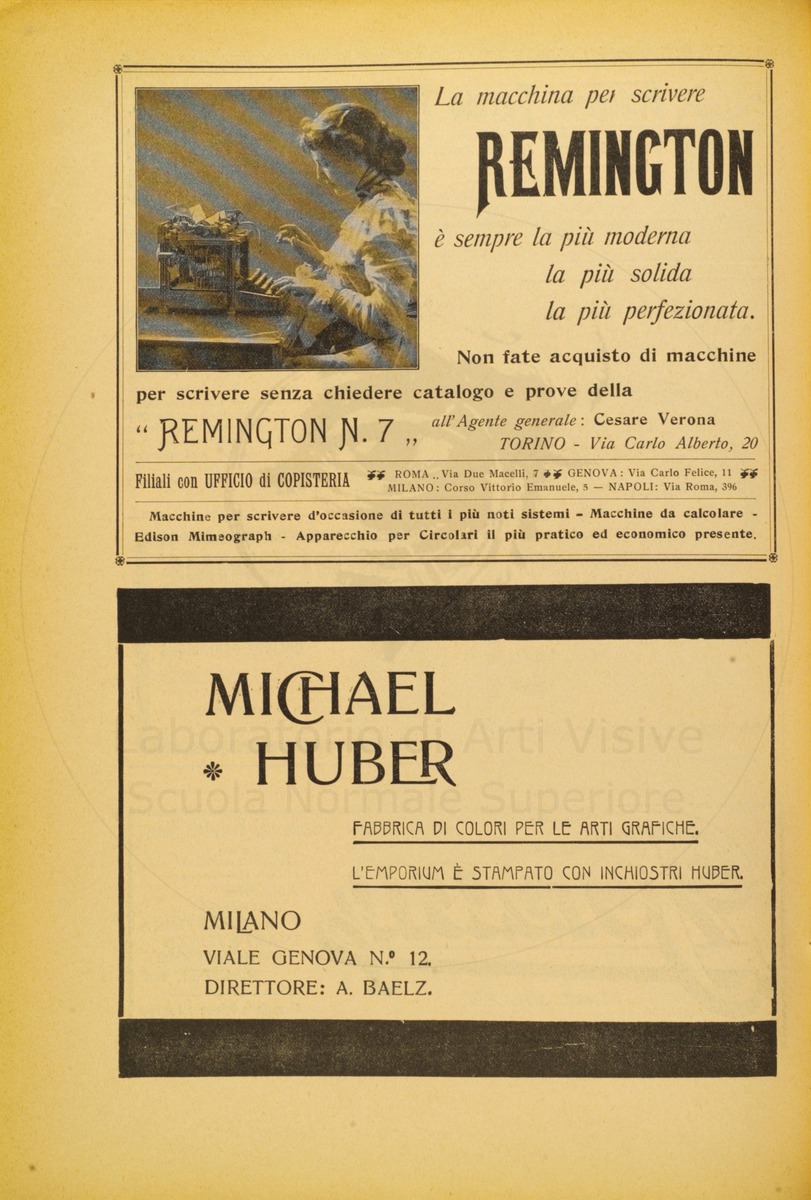 La macchina per scrivere
REMINGTON
è sempre la più moderna
la più solida
la più perfezionata.
Non fate acquisto di macchine
per scrivere senza chiedere catalogo e prove della
“ REMINGTON N. 7 „ all'Agente generale : Cesare Verona
TORINO - Via Carlo Alberto, 20
Filiali con UFFICIO di COPISTERIA
ROMA .. Via Due Macelli, 7 GENOVA : Via Carlo Felice, 11
MILANO : Corso Vittorio Emanuele, 5 — NAPOLI: Via Roma, 396
Macchine per scrivere d'occasione di tutti i più noti sistemi - Macchine da calcolare -
Edison Mimeograph - Apparecchio per Circolari il più pratico ed economico presente.
MICHAEL
HUBER
FABBRICA DI COLORI PER LE ARTI GRAFICHE.
L'EMPORIUM È STAMPATO CON INCHIOSTRI HUBER.
MILANO
VIALE GENOVA N.º 12.
DIRETTORE: A. BAELZ.
Laboratorio di Arti Visive
Scuola Normale Superiore